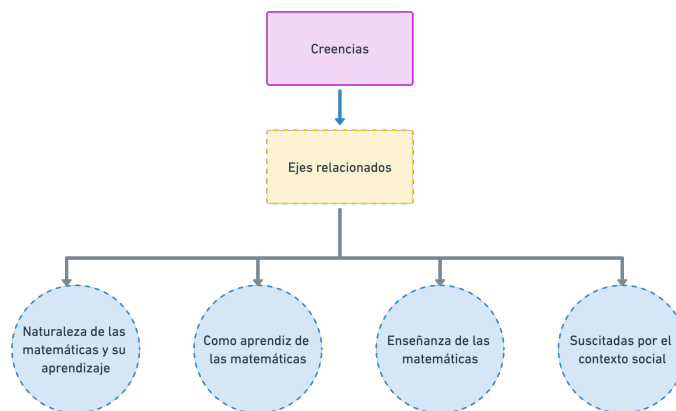 Creencias
Ejes relacionados
Naturaleza de las
matemáticas y su
aprendizaje
Como aprendiz de
las matemáticas
Enseñanza de las
matemáticas
Suscitadas por el
contexto social